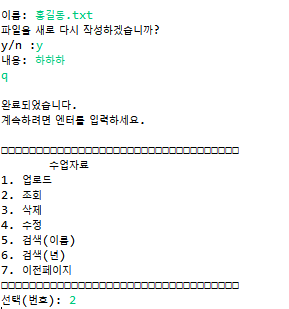 이름: 홍길동.txt
파일을 새로 다시 작성하겠습니까?
y/n :y
내용: 하하하
q
완료되었습니다.
계속하려면 엔터를 입력하세요.
□□□□□□□□□□□□□□□□□□□□□□□□□□□□□□□□□□
수업자료
1. 업로드
2. 조회
3. 삭제
4. 수정
5. 검색(이름)
6. 검색(년)
7. 이전페이지
□□□□□□□□□□□□□□□□□□□□□□□□□□□□□□□□□□
선택(번호): 2